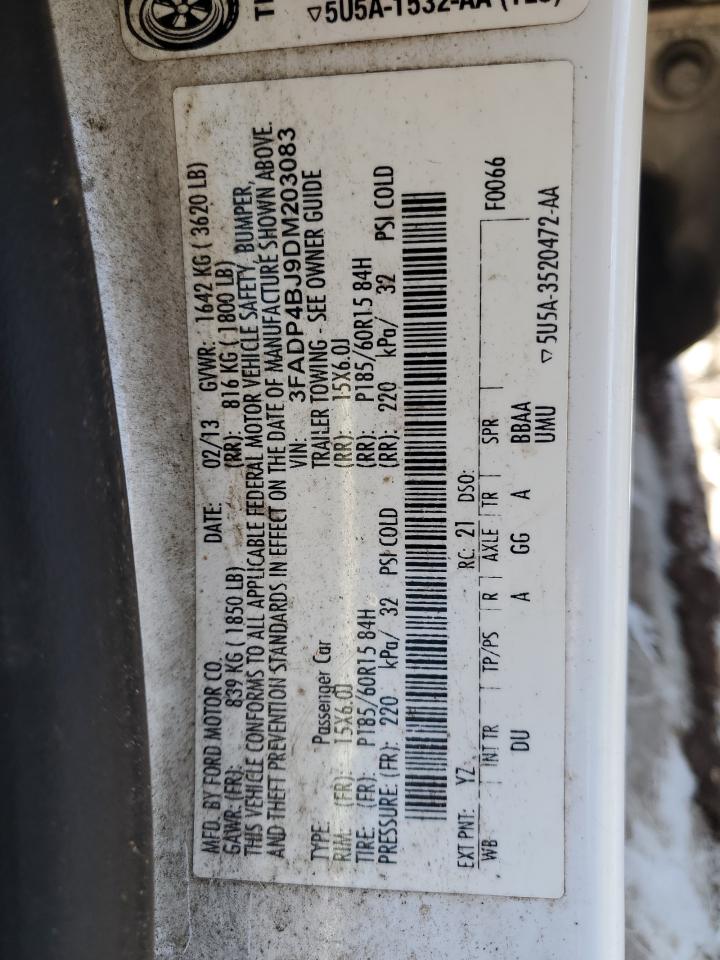 ▽5U5A-1532-AA
MFD. BY FORD MOTOR CO. DATE: 02/13 GVWR: 1642 KG ( 3620 LB)
GAWR: (FR): 839 KG ( 1850 LB) (RR): 816 KG ( 1800 LB)
THIS VEHICLE CONFORMS TO ALL APPLICABLE FEDERAL MOTOR VEHICLE SAFETY, BUMPER,
AND THEFT PREVENTION STANDARDS IN EFFECT ON THE DATE OF MANUFACTURE SHOWN ABOVE.
VIN: 3FADP4BJ9DM203083
TYPE: Passenger Car TRAILER TOWING - SEE OWNER GUIDE
RIM: (FR): 15X6.0J (RR): 15X6.0J
TIRE: (FR): P185/60R15 84H (RR): P185/60R15 84H
PRESSURE: (FR): 220 kPa/ 32 PSI COLD (RR): 220 kPa/ 32 PSI COLD
EXT PNT: YZ RC: 21 DSO: F0066
WB INT TR TP/PS R AXLE TR SPR
DU A GG A BBAA
UMU
▽5U5A-3520472-AA